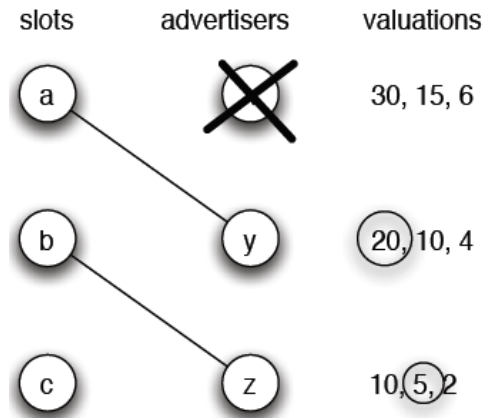 slots advertisers valuations
a 30, 15, 6
b y 20, 10, 4
c z 10, 5, 2